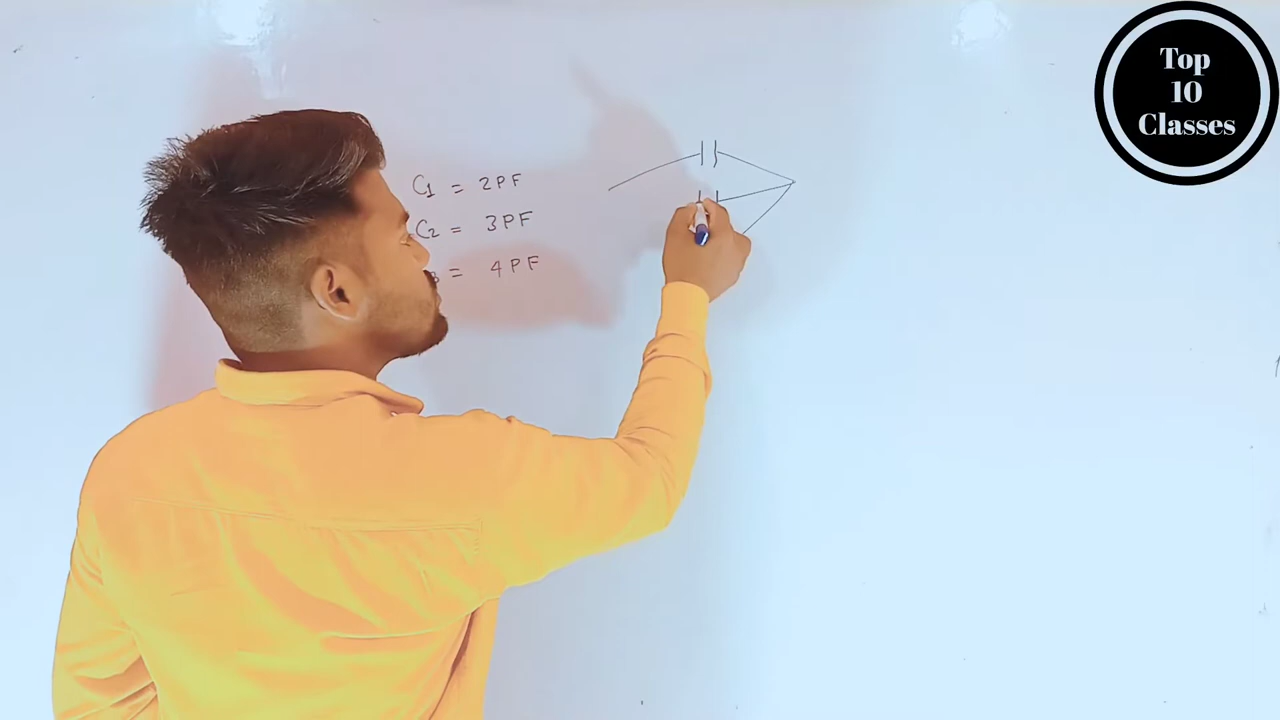 Top
10
Classes
C1 = 2PF
C2 = 3PF
= 4PF